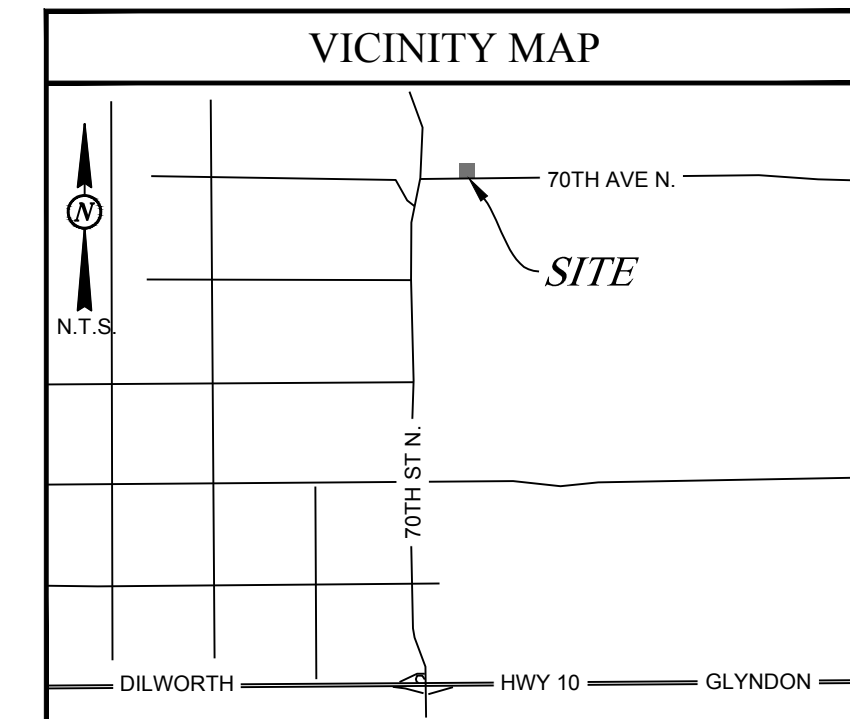 VICINITY MAP
70TH AVE N.
N
SITE
N.T.S.
70TH ST N.
DILWORTH
HWY 10
GLYNDON